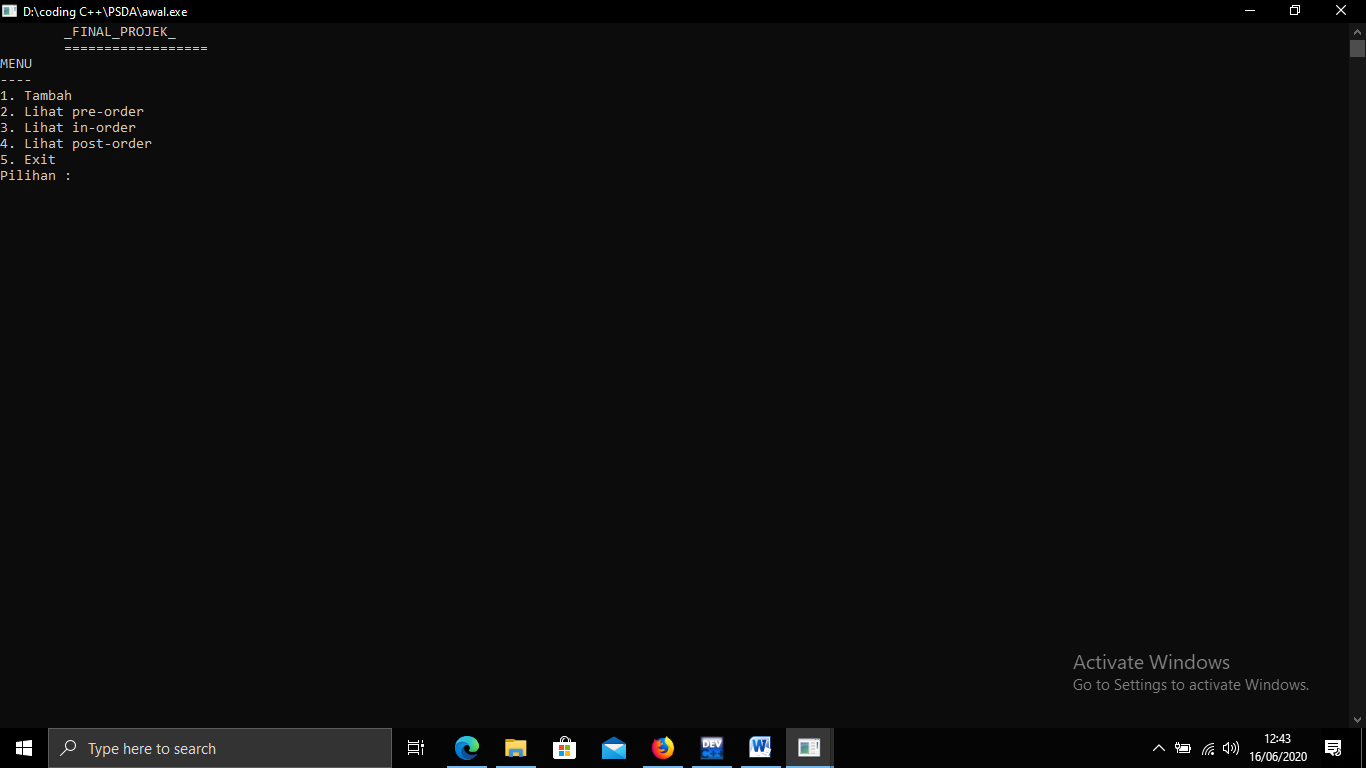 D:\coding C++\PSDA\awal.exe
_FINAL_PROJEK_
==================
MENU
----
1. Tambah
2. Lihat pre-order
3. Lihat in-order
4. Lihat post-order
5. Exit
Pilihan :
Activate Windows
Go to Settings to activate Windows.
Type here to search
DEV
W
12:43
16/06/2020